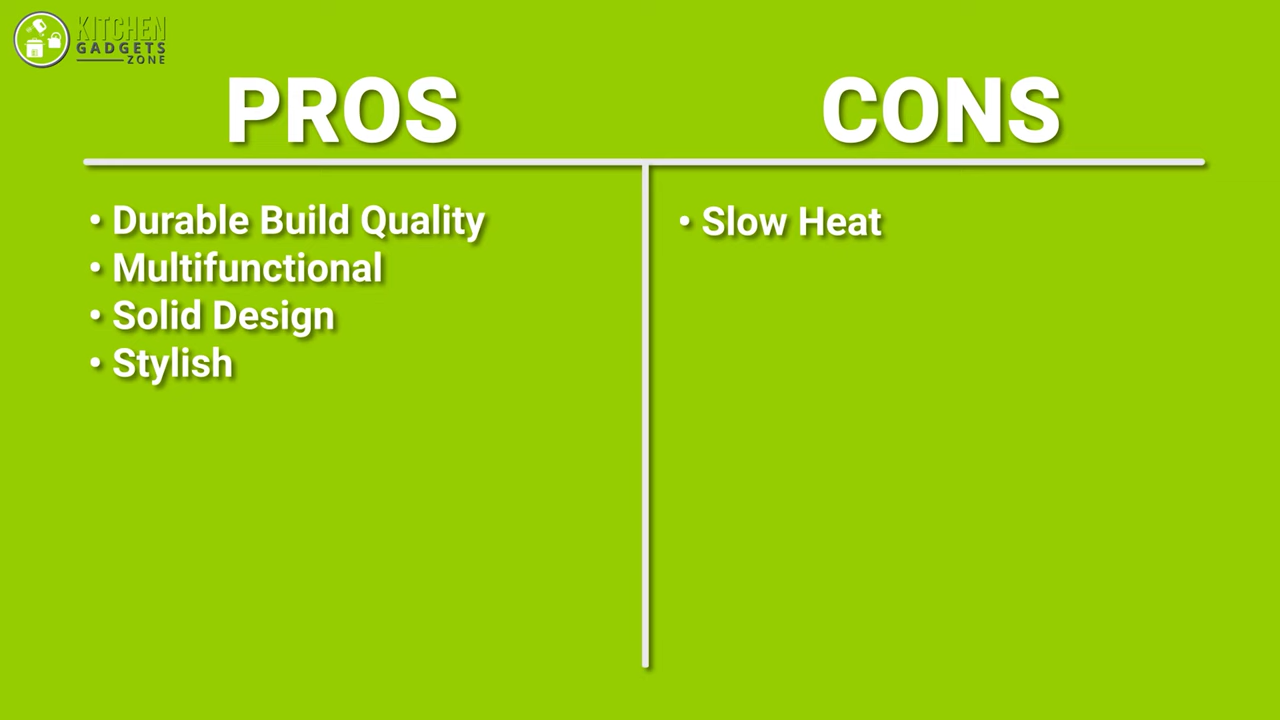 KITCHEN
GADGETS
ZONE
PROS
CONS
• Durable Build Quality
• Multifunctional
• Solid Design
• Stylish
• Slow Heat